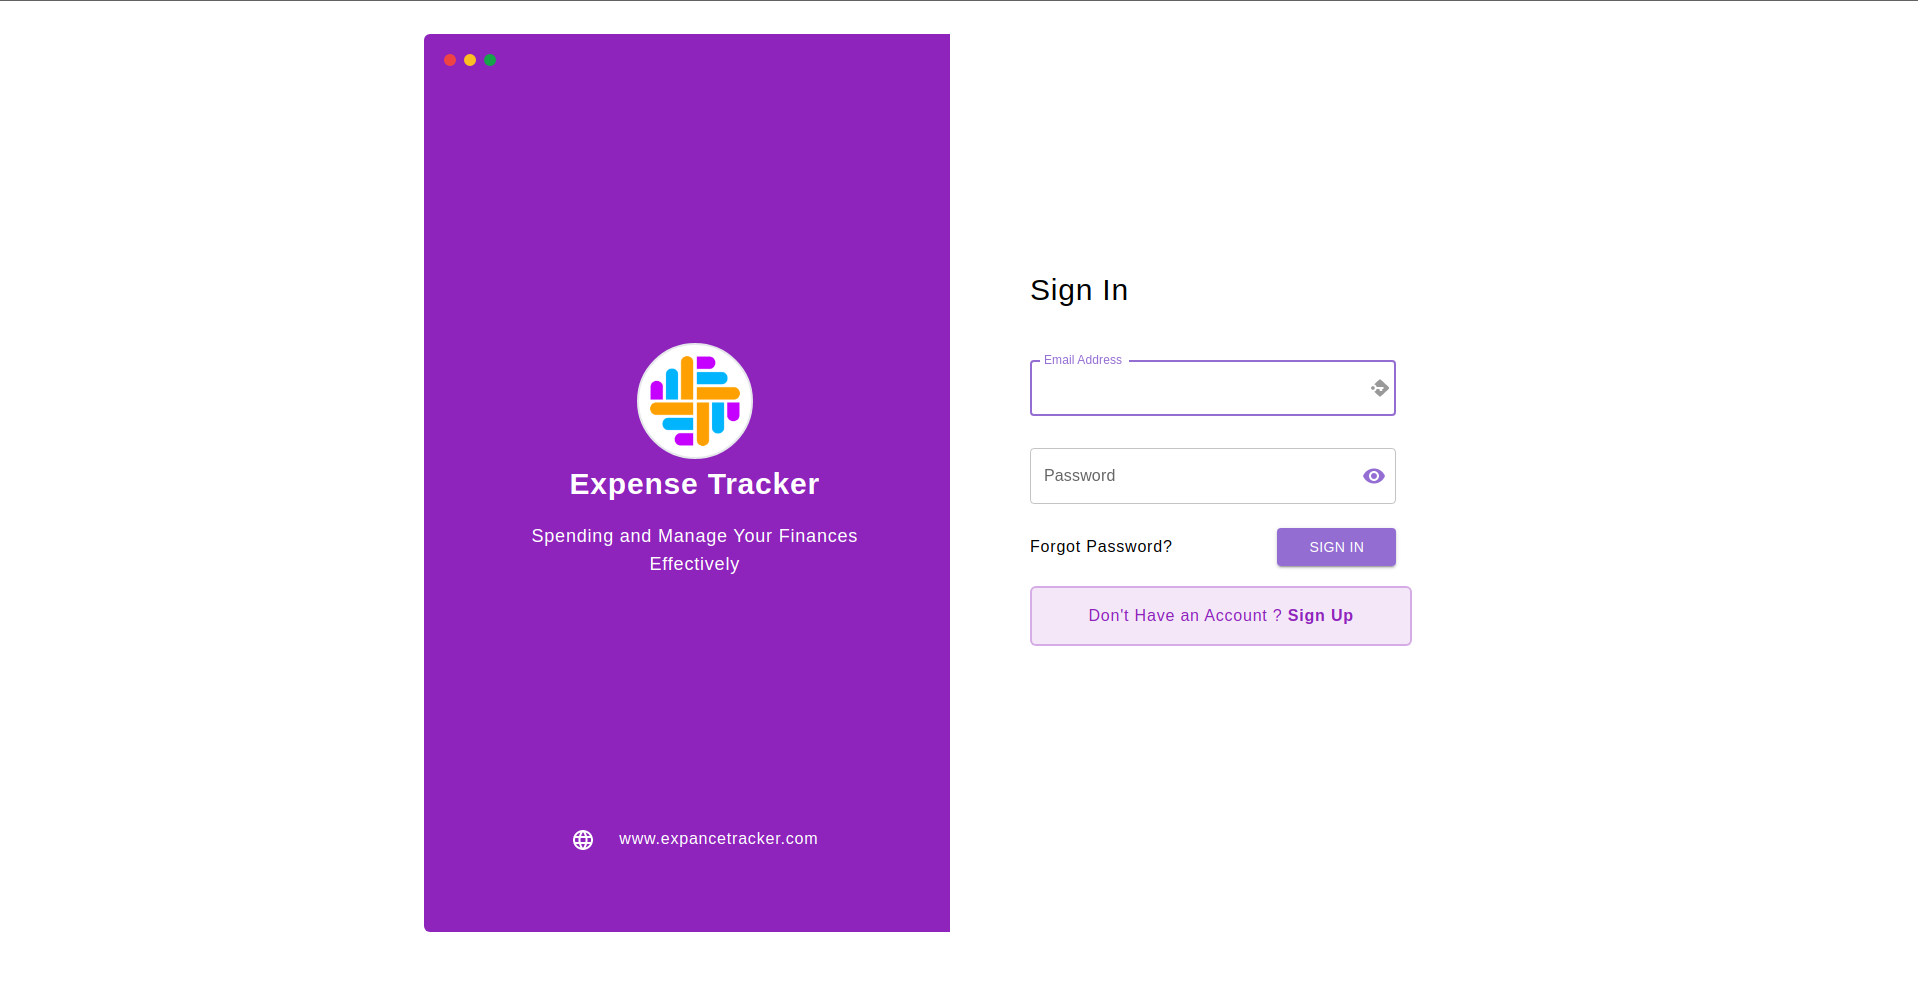 Expense Tracker
Spending and Manage Your Finances
Effectively
www.expancetracker.com
Sign In
Email Address
Password
Forgot Password?
SIGN IN
Don't Have an Account ? Sign Up